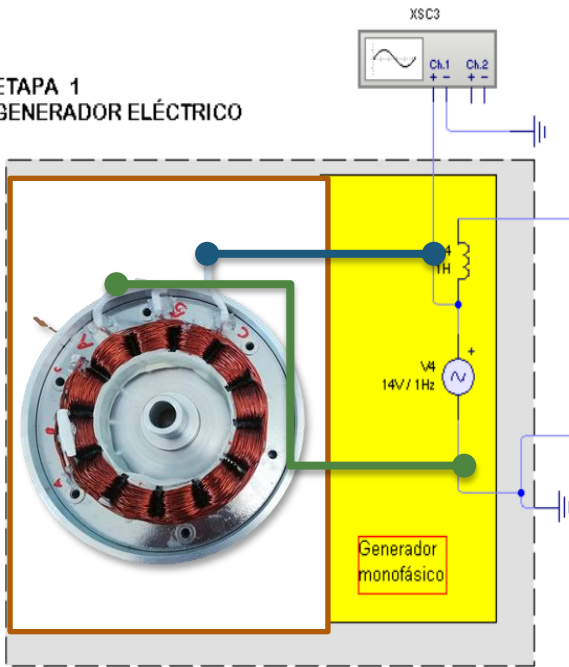 XSC3
Ch.1 Ch.2
+ − + −
ETAPA 1
GENERADOR ELÉCTRICO
1H
A
B
C
+
V4
14V / 1Hz
Generador
monofásico